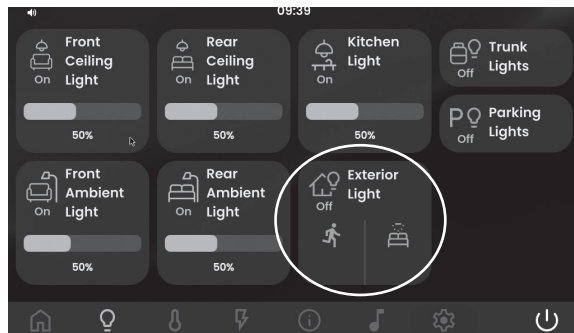 09:39
Front
Ceiling
Light
On
50%
Rear
Ceiling
Light
On
50%
Kitchen
Light
On
50%
Trunk
Lights
Off
Parking
Lights
P
Off
Front
Ambient
Light
On
50%
Rear
Ambient
Light
On
50%
Exterior
Light
Off